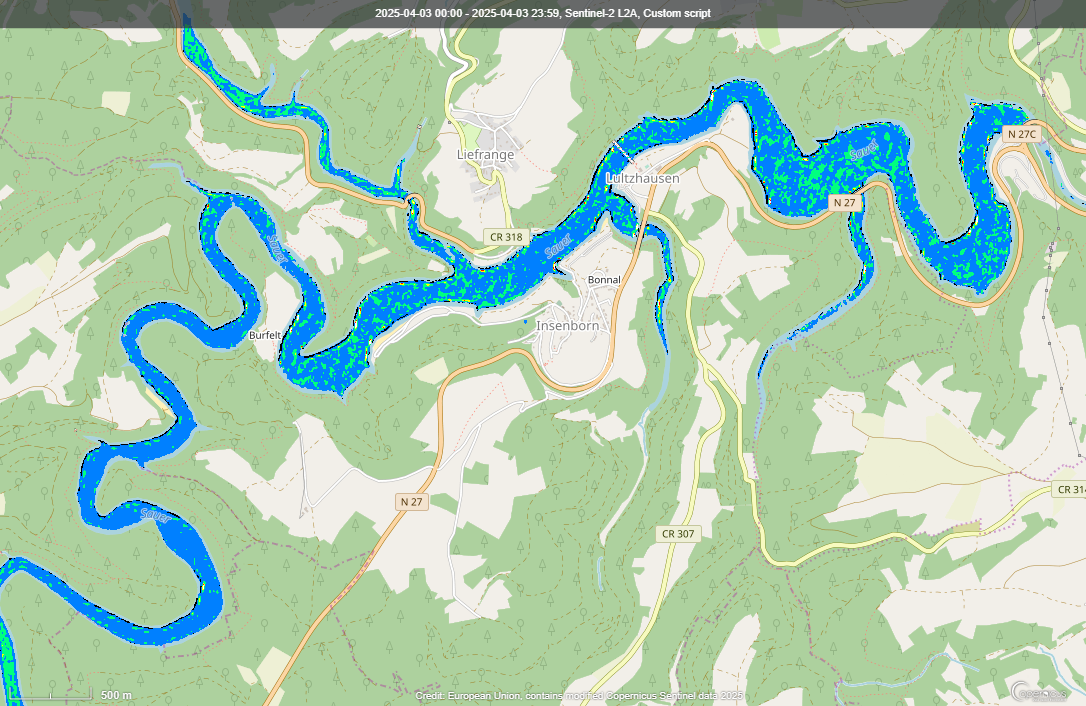 2025-04-03 00:00 - 2025-04-03 23:59, Sentinel-2 L2A, Custom script
N 27C
Liefrange
Sauer
Lultzhausen
N 27
CR 318
Sauer
Sauer
Bonnal
Insenborn
Burfelt
N 27
CR 314
Sauer
CR 307
500 m
Credit: European Union, contains modified Copernicus Sentinel data 2025